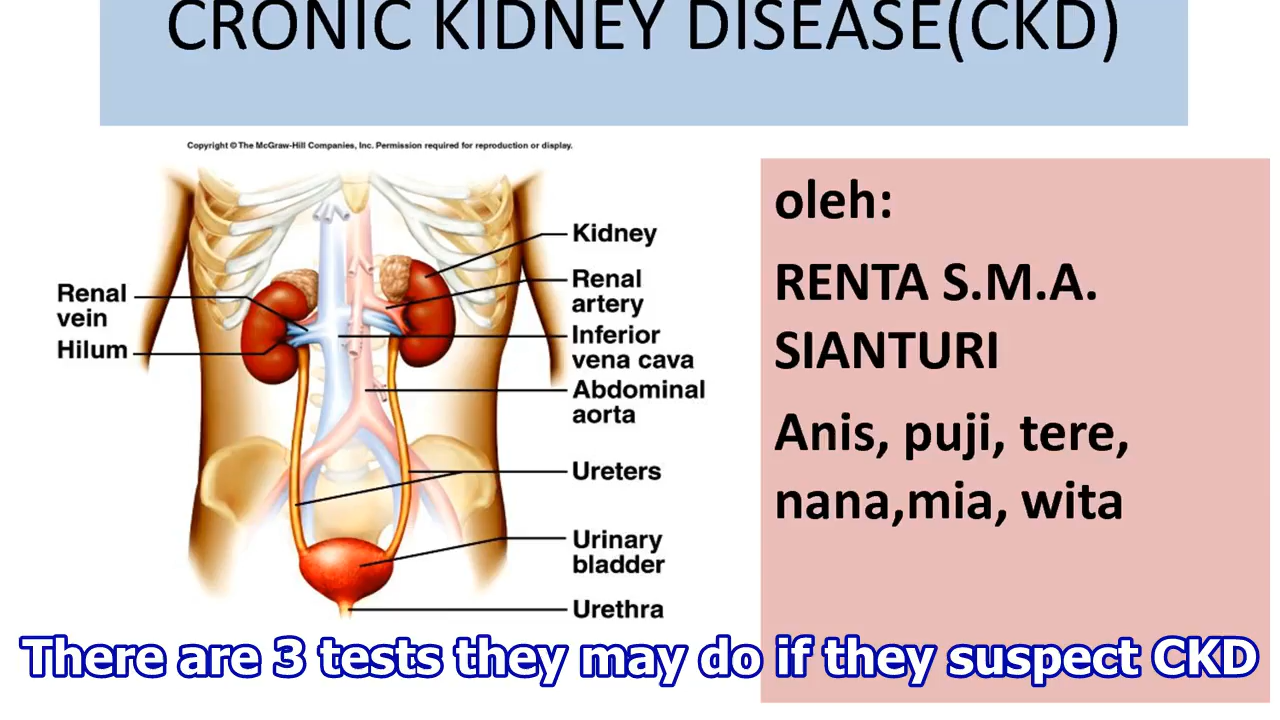 CRONIC KIDNEY DISEASE(CKD)
Copyright © The McGraw-Hill Companies, Inc. Permission required for reproduction or display.
Renal
vein
Hilum
Kidney
Renal
artery
Inferior
vena cava
Abdominal
aorta
Ureters
Urinary
bladder
Urethra
oleh:
RENTA S.M.A.
SIANTURI
Anis, puji, tere,
nana,mia, wita
There are 3 tests they may do if they suspect CKD